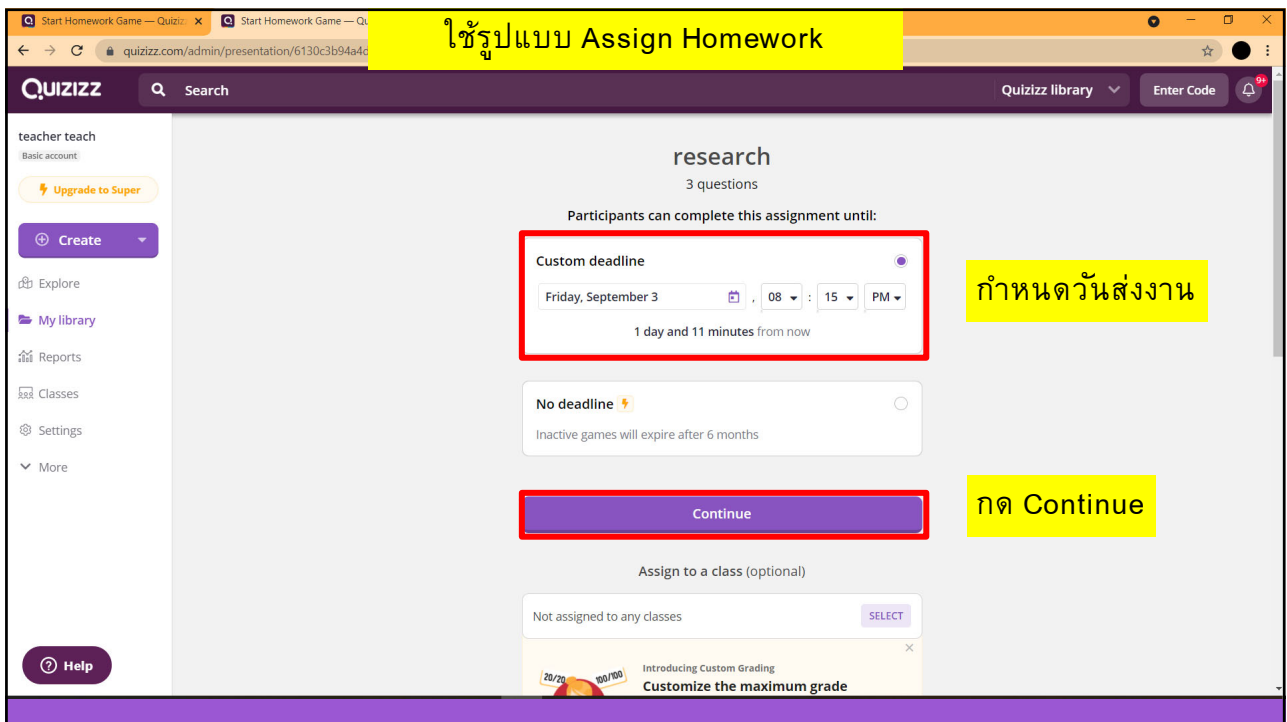 Start Homework Game — Quiziz
Start Homework Game — Qu
ใช้รูปแบบ Assign Homework
quizizz.com/admin/presentation/6130c3b94a4d
QUIZIZZ
Search
Quizizz library
Enter Code
9+
teacher teach
Basic account
Upgrade to Super
Create
Explore
My library
Reports
Classes
Settings
More
Help
research
3 questions
Participants can complete this assignment until:
Custom deadline
Friday, September 3 , 08 : 15 PM
1 day and 11 minutes from now
กำหนดวันส่งงาน
No deadline
Inactive games will expire after 6 months
Continue
กด Continue
Assign to a class (optional)
Not assigned to any classes
SELECT
20/20
100/100
Introducing Custom Grading
Customize the maximum grade